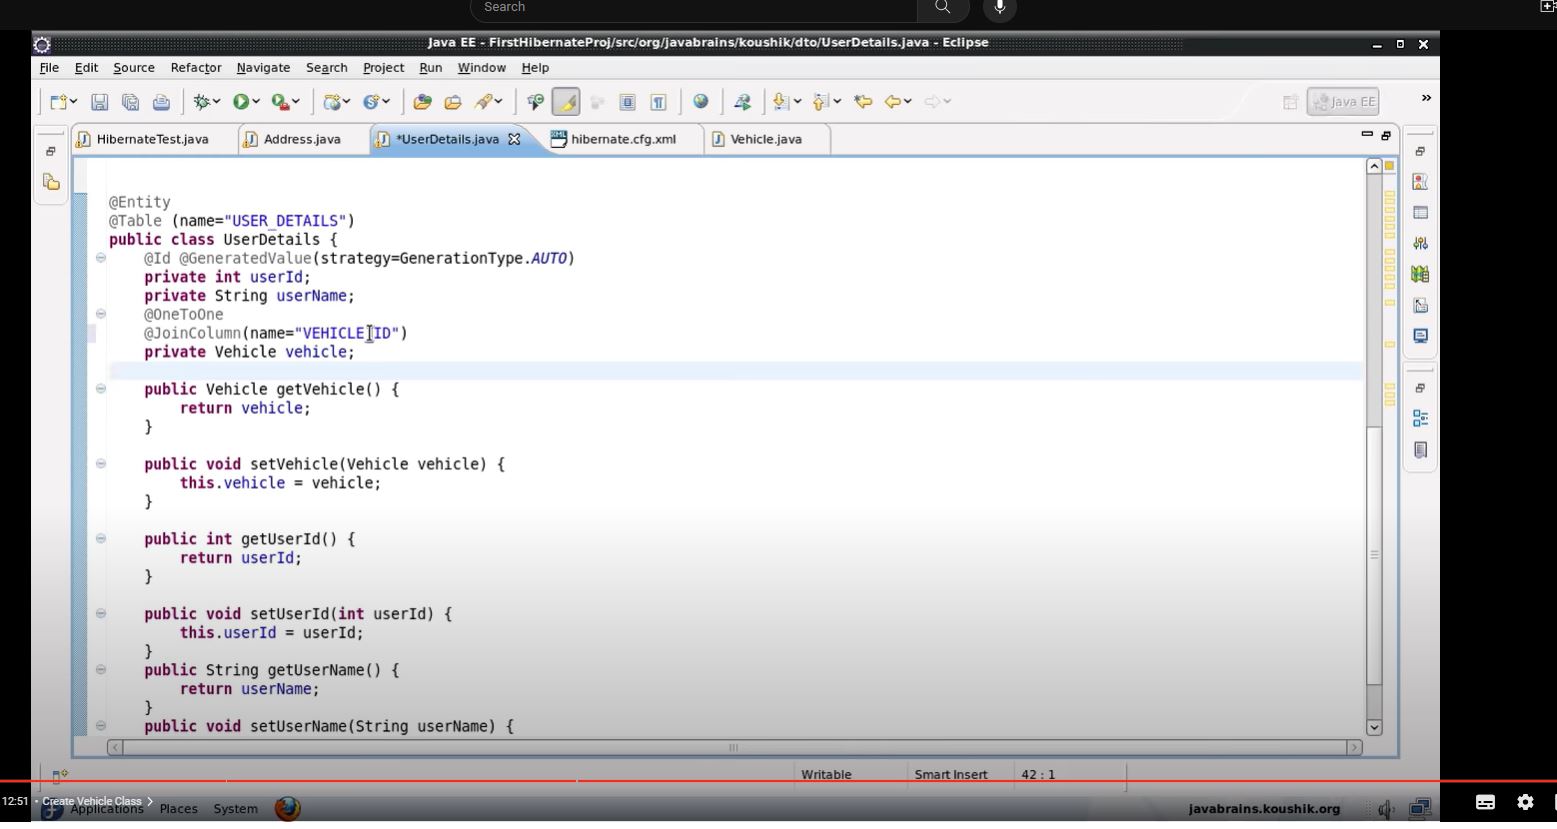 Search
Java EE - FirstHibernateProj/src/org/javabrains/koushik/dto/UserDetails.java - Eclipse
File Edit Source Refactor Navigate Search Project Run Window Help
Java EE »
HibernateTest.java Address.java *UserDetails.java hibernate.cfg.xml Vehicle.java
@Entity
@Table (name="USER_DETAILS")
public class UserDetails {
@Id @GeneratedValue(strategy=GenerationType.AUTO)
private int userId;
private String userName;
@OneToOne
@JoinColumn(name="VEHICLE_ID")
private Vehicle vehicle;
public Vehicle getVehicle() {
return vehicle;
}
public void setVehicle(Vehicle vehicle) {
this.vehicle = vehicle;
}
public int getUserId() {
return userId;
}
public void setUserId(int userId) {
this.userId = userId;
}
public String getUserName() {
return userName;
}
public void setUserName(String userName) {
Writable Smart Insert 42 : 1
12:51 • Create Vehicle Class >
Applications Places System javabrains.koushik.org